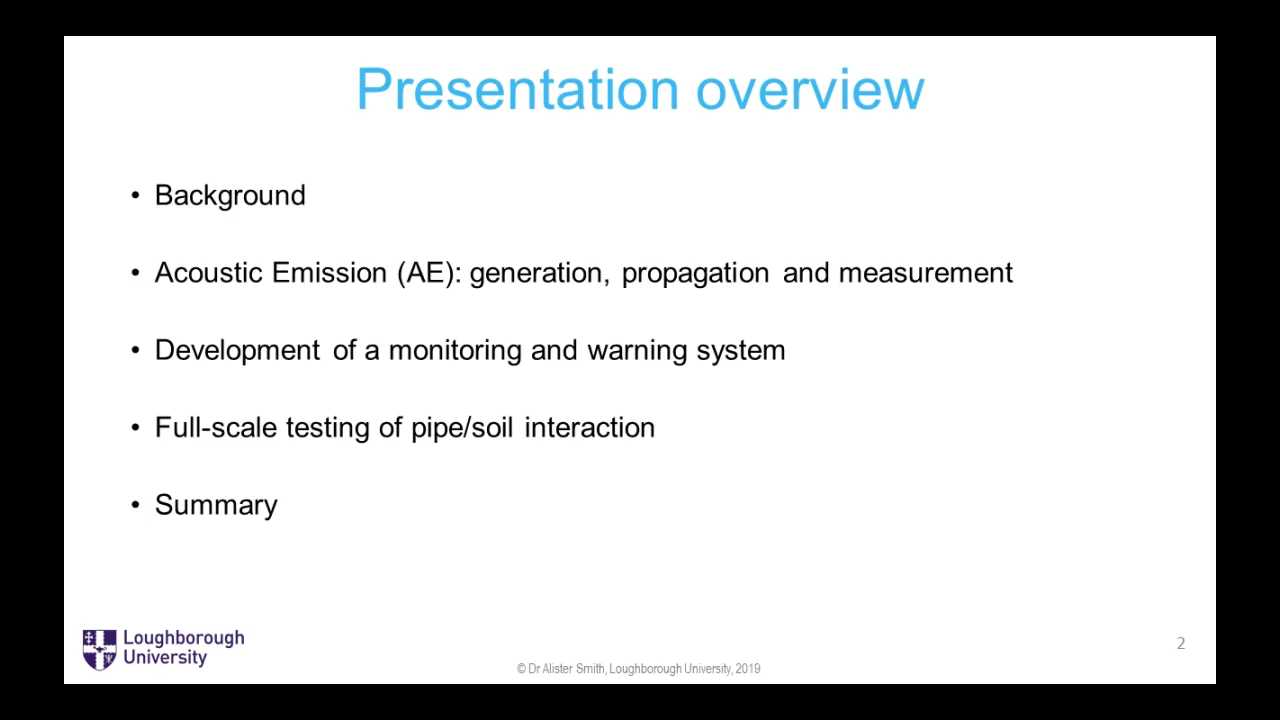 Presentation overview
• Background
• Acoustic Emission (AE): generation, propagation and measurement
• Development of a monitoring and warning system
• Full-scale testing of pipe/soil interaction
• Summary
Loughborough
University
© Dr Alister Smith, Loughborough University, 2019
2